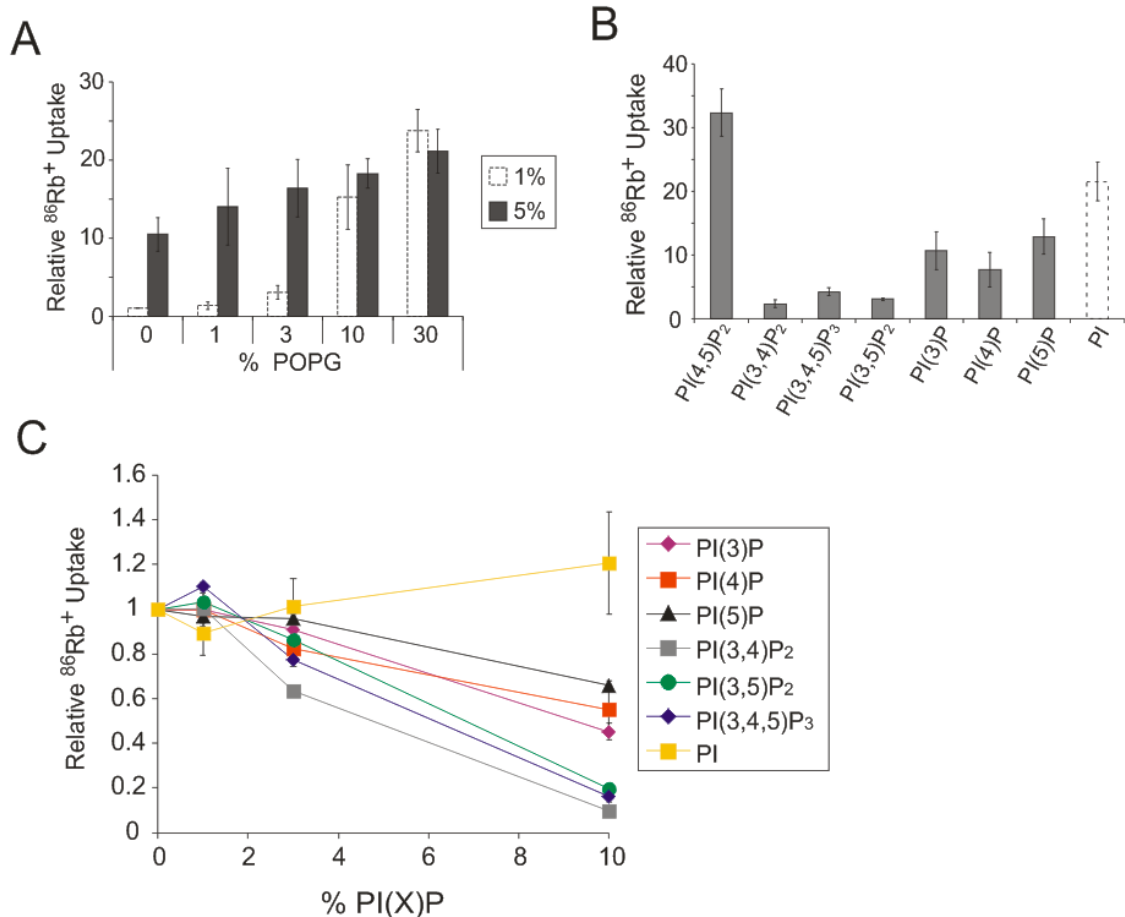 A
Relative ⁸⁶Rb⁺ Uptake
30
20
10
0
0 1 3 10 30
% POPG
1%
5%
B
Relative ⁸⁶Rb⁺ Uptake
40
30
20
10
0
PI(4,5)P₂
PI(3,4)P₂
PI(3,4,5)P₃
PI(3,5)P₂
PI(3)P
PI(4)P
PI(5)P
PI
C
Relative ⁸⁶Rb⁺ Uptake
1.6
1.4
1.2
1
0.8
0.6
0.4
0.2
0
0 2 4 6 8 10
% PI(X)P
PI(3)P
PI(4)P
PI(5)P
PI(3,4)P₂
PI(3,5)P₂
PI(3,4,5)P₃
PI